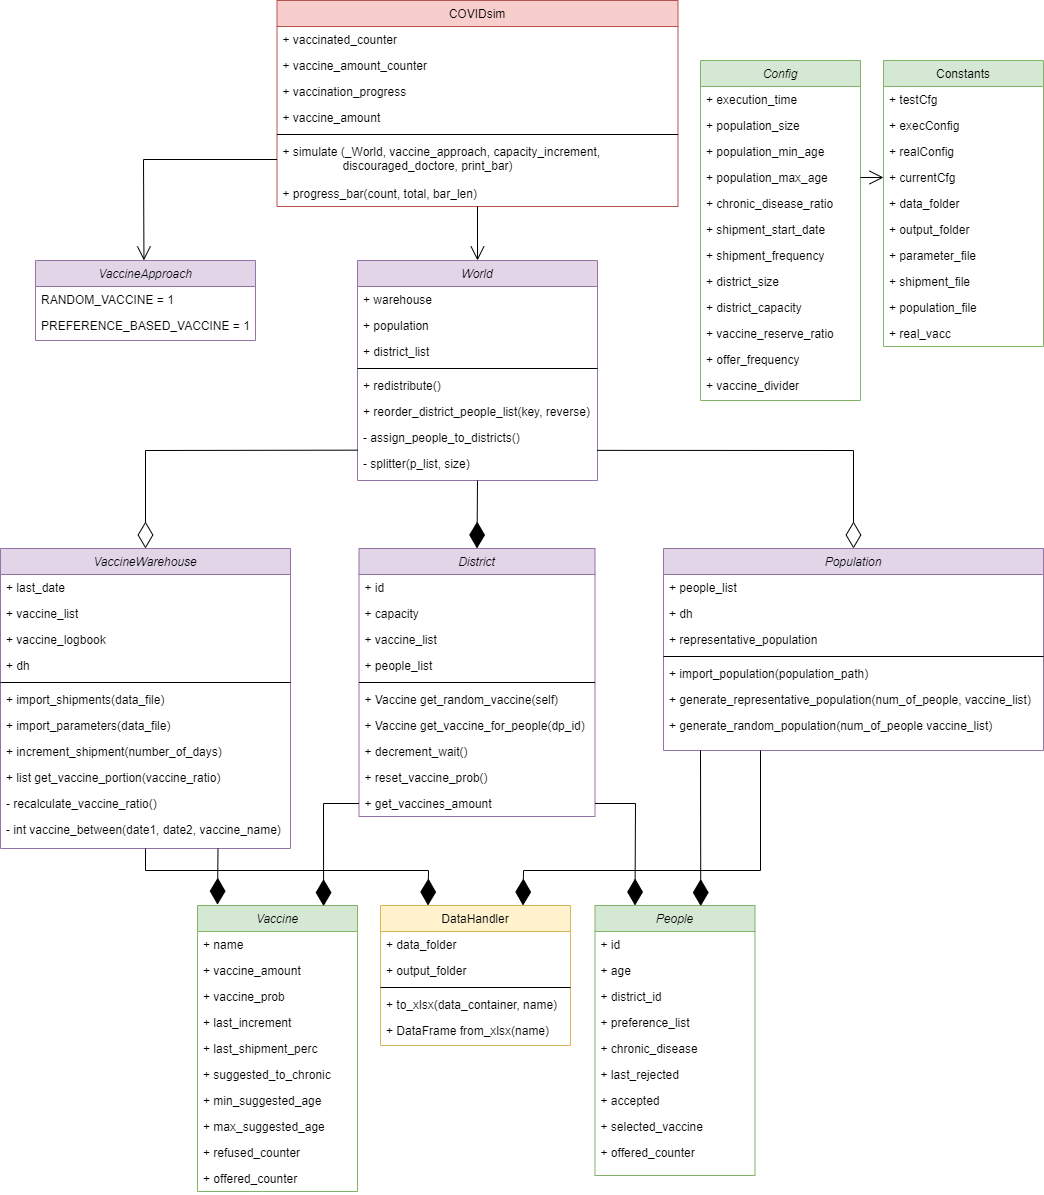 COVIDsim
+ vaccinated_counter
+ vaccine_amount_counter
+ vaccination_progress
+ vaccine_amount
+ simulate (_World, vaccine_approach, capacity_increment,
discouraged_doctore, print_bar)
+ progress_bar(count, total, bar_len)
Config
+ execution_time
+ population_size
+ population_min_age
+ population_max_age
+ chronic_disease_ratio
+ shipment_start_date
+ shipment_frequency
+ district_size
+ district_capacity
+ vaccine_reserve_ratio
+ offer_frequency
+ vaccine_divider
Constants
+ testCfg
+ execConfig
+ realConfig
+ currentCfg
+ data_folder
+ output_folder
+ parameter_file
+ shipment_file
+ population_file
+ real_vacc
VaccineApproach
RANDOM_VACCINE = 1
PREFERENCE_BASED_VACCINE = 1
World
+ warehouse
+ population
+ district_list
+ redistribute()
+ reorder_district_people_list(key, reverse)
- assign_people_to_districts()
- splitter(p_list, size)
VaccineWarehouse
+ last_date
+ vaccine_list
+ vaccine_logbook
+ dh
+ import_shipments(data_file)
+ import_parameters(data_file)
+ increment_shipment(number_of_days)
+ list get_vaccine_portion(vaccine_ratio)
- recalculate_vaccine_ratio()
- int vaccine_between(date1, date2, vaccine_name)
District
+ id
+ capacity
+ vaccine_list
+ people_list
+ Vaccine get_random_vaccine(self)
+ Vaccine get_vaccine_for_people(dp_id)
+ decrement_wait()
+ reset_vaccine_prob()
+ get_vaccines_amount
Population
+ people_list
+ dh
+ representative_population
+ import_population(population_path)
+ generate_representative_population(num_of_people, vaccine_list)
+ generate_random_population(num_of_people vaccine_list)
Vaccine
+ name
+ vaccine_amount
+ vaccine_prob
+ last_increment
+ last_shipment_perc
+ suggested_to_chronic
+ min_suggested_age
+ max_suggested_age
+ refused_counter
+ offered_counter
DataHandler
+ data_folder
+ output_folder
+ to_xlsx(data_container, name)
+ DataFrame from_xlsx(name)
People
+ id
+ age
+ district_id
+ preference_list
+ chronic_disease
+ last_rejected
+ accepted
+ selected_vaccine
+ offered_counter